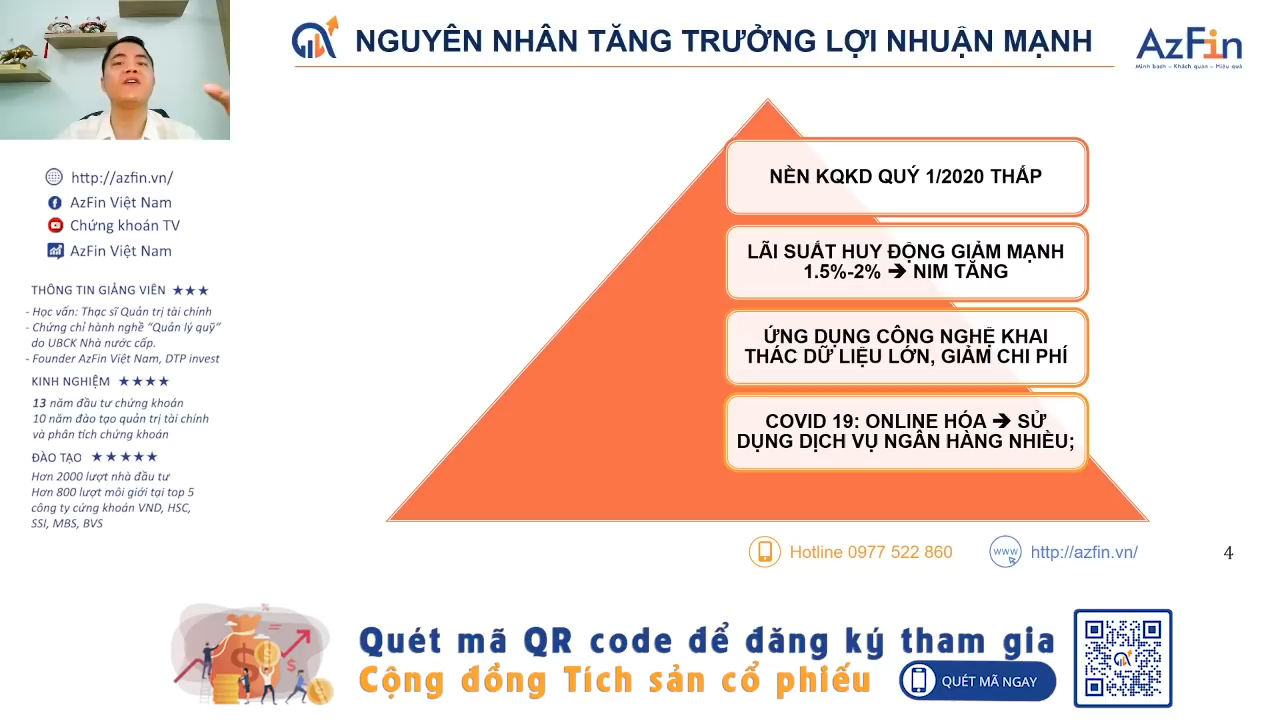 NGUYÊN NHÂN TĂNG TRƯỞNG LỢI NHUẬN MẠNH
AzFin
Minh bạch – Khách quan – Hiệu quả
http://azfin.vn/
AzFin Việt Nam
Chứng khoán TV
AzFin Việt Nam
THÔNG TIN GIẢNG VIÊN ★★★
- Học vấn: Thạc sĩ Quản trị tài chính
- Chứng chỉ hành nghề “Quản lý quỹ”
do UBCK Nhà nước cấp.
- Founder AzFin Việt Nam, DTP invest
KINH NGHIỆM ★★★★
13 năm đầu tư chứng khoán
10 năm đào tạo quản trị tài chính
và phân tích chứng khoán
ĐÀO TẠO ★★★★★
Hơn 2000 lượt nhà đầu tư
Hơn 800 lượt môi giới tại top 5
công ty cứng khoán VND, HSC,
SSI, MBS, BVS
NỀN KQKD QUÝ 1/2020 THẤP
LÃI SUẤT HUY ĐỘNG GIẢM MẠNH
1.5%-2% ➔ NIM TĂNG
ỨNG DỤNG CÔNG NGHỆ KHAI
THÁC DỮ LIỆU LỚN, GIẢM CHI PHÍ
COVID 19: ONLINE HÓA ➔ SỬ
DỤNG DỊCH VỤ NGÂN HÀNG NHIỀU;
Hotline 0977 522 860
www
http://azfin.vn/
4
Quét mã QR code để đăng ký tham gia
Cộng đồng Tích sản cổ phiếu
QUÉT MÃ NGAY